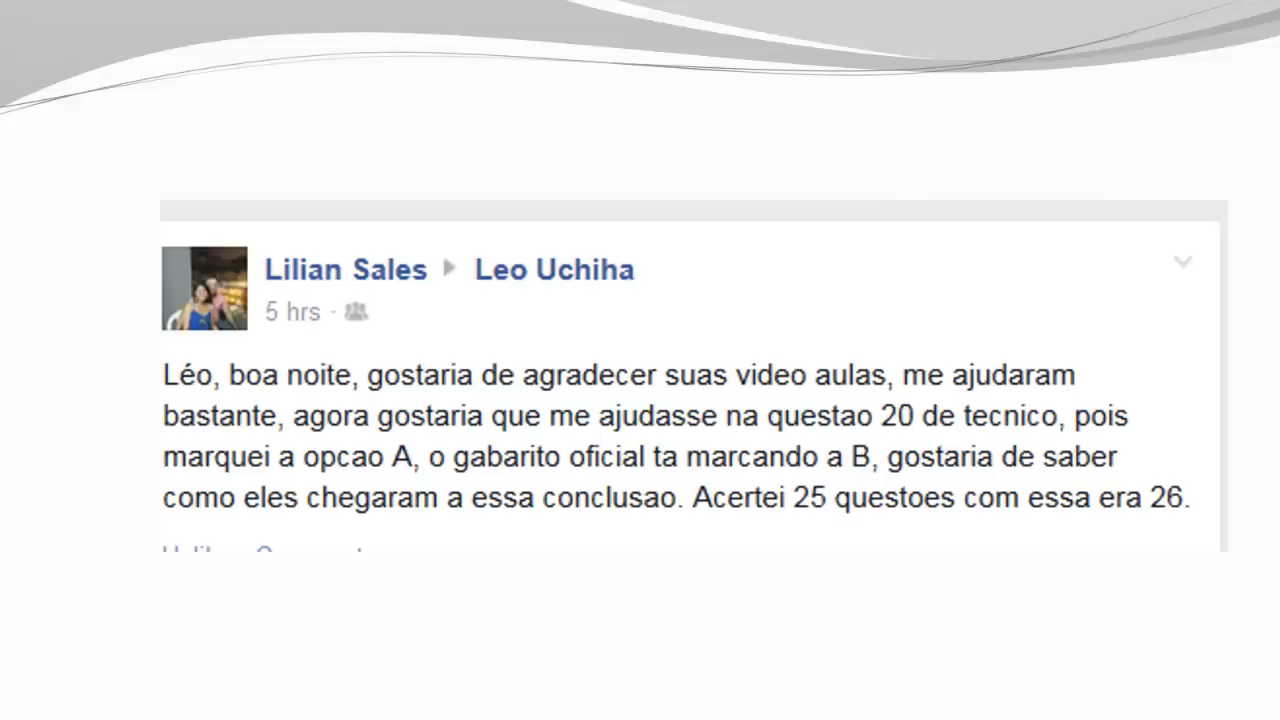 Lilian Sales Leo Uchiha
5 hrs ·
Léo, boa noite, gostaria de agradecer suas video aulas, me ajudaram
bastante, agora gostaria que me ajudasse na questao 20 de tecnico, pois
marquei a opcao A, o gabarito oficial ta marcando a B, gostaria de saber
como eles chegaram a essa conclusao. Acertei 25 questoes com essa era 26.